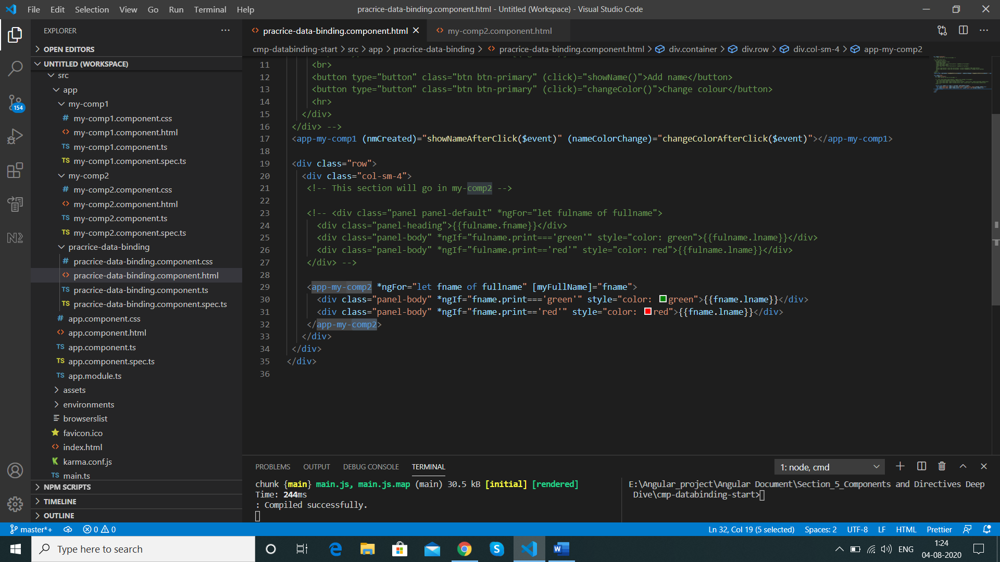 File Edit Selection View Go Run Terminal Help
pracrice-data-binding.component.html - Untitled (Workspace) - Visual Studio Code
EXPLORER
OPEN EDITORS
UNTITLED (WORKSPACE)
src
app
my-comp1
# my-comp1.component.css
<> my-comp1.component.html
TS my-comp1.component.ts
TS my-comp1.component.spec.ts
my-comp2
# my-comp2.component.css
<> my-comp2.component.html
TS my-comp2.component.ts
TS my-comp2.component.spec.ts
pracrice-data-binding
# pracrice-data-binding.component.css
<> pracrice-data-binding.component.html
TS pracrice-data-binding.component.ts
TS pracrice-data-binding.component.spec.ts
# app.component.css
<> app.component.html
TS app.component.ts
TS app.component.spec.ts
TS app.module.ts
assets
environments
browserslist
favicon.ico
<> index.html
karma.conf.js
TS main.ts
NPM SCRIPTS
TIMELINE
OUTLINE
154
<> pracrice-data-binding.component.html
<> my-comp2.component.html
cmp-databinding-start > src > app > pracrice-data-binding > <> pracrice-data-binding.component.html > div.container > div.row > div.col-sm-4 > app-my-comp2
11 <br>
12 <button type="button" class="btn btn-primary" (click)="showName()">Add name</button>
13 <button type="button" class="btn btn-primary" (click)="changeColor()">Change colour</button>
14 <hr>
15 </div>
16 </div> -->
17 <app-my-comp1 (nmCreated)="showNameAfterClick($event)" (nameColorChange)="changeColorAfterClick($event)"></app-my-comp1>
18
19 <div class="row">
20 <div class="col-sm-4">
21 <!-- This section will go in my-comp2 -->
22
23 <!-- <div class="panel panel-default" *ngFor="let fulname of fullname">
24 <div class="panel-heading">{{fulname.fname}}</div>
25 <div class="panel-body" *ngIf="fulname.print==='green'" style="color: green">{{fulname.lname}}</div>
26 <div class="panel-body" *ngIf="fulname.print=='red'" style="color: red">{{fulname.lname}}</div>
27 </div> -->
28
29 <app-my-comp2 *ngFor="let fname of fullname" [myFullName]="fname">
30 <div class="panel-body" *ngIf="fname.print==='green'" style="color: green">{{fname.lname}}</div>
31 <div class="panel-body" *ngIf="fname.print=='red'" style="color: red">{{fname.lname}}</div>
32 </app-my-comp2>
33 </div>
34 </div>
35 </div>
36
PROBLEMS OUTPUT DEBUG CONSOLE TERMINAL
1: node, cmd
chunk {main} main.js, main.js.map (main) 30.5 kB [initial] [rendered]
Time: 244ms
: Compiled successfully.
E:\Angular_project\Angular Document\Section_5_Components and Directives Deep
Dive\cmp-databinding-start>
master*+ 0 0
Ln 32, Col 19 (5 selected) Spaces: 2 UTF-8 LF HTML Prettier
Type here to search
ENG
1:24
04-08-2020